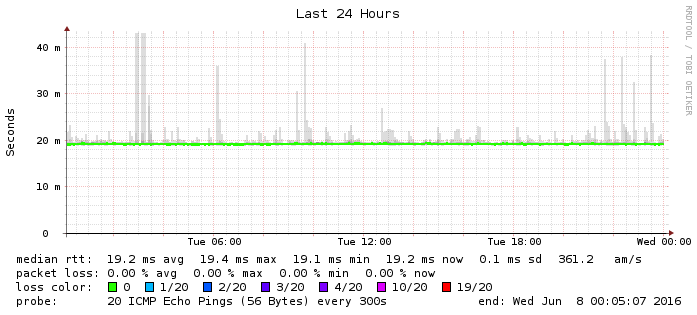 Last 24 Hours
RRDTOOL / TOBI OETIKER
Seconds
40 m
30 m
20 m
10 m
0
Tue 06:00 Tue 12:00 Tue 18:00 Wed 00:00
median rtt: 19.2 ms avg 19.4 ms max 19.1 ms min 19.2 ms now 0.1 ms sd 361.2 am/s
packet loss: 0.00 % avg 0.00 % max 0.00 % min 0.00 % now
loss color: 0 1/20 2/20 3/20 4/20 10/20 19/20
probe: 20 ICMP Echo Pings (56 Bytes) every 300s end: Wed Jun 8 00:05:07 2016